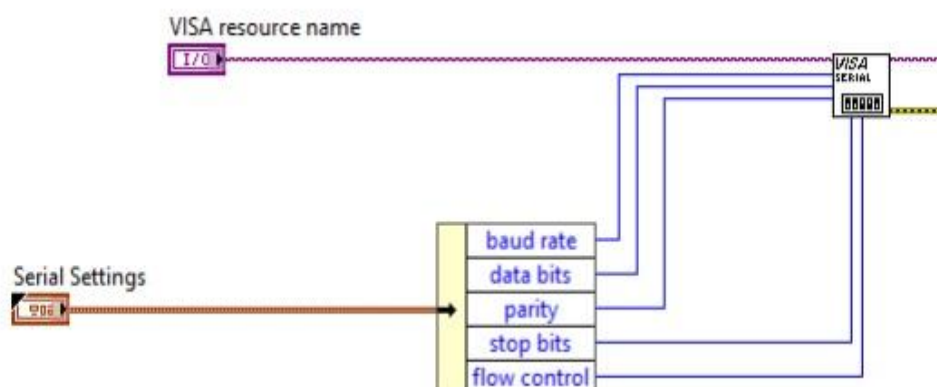 VISA resource name
I/O
VISA
SERIAL
baud rate
Serial Settings
data bits
parity
stop bits
flow control